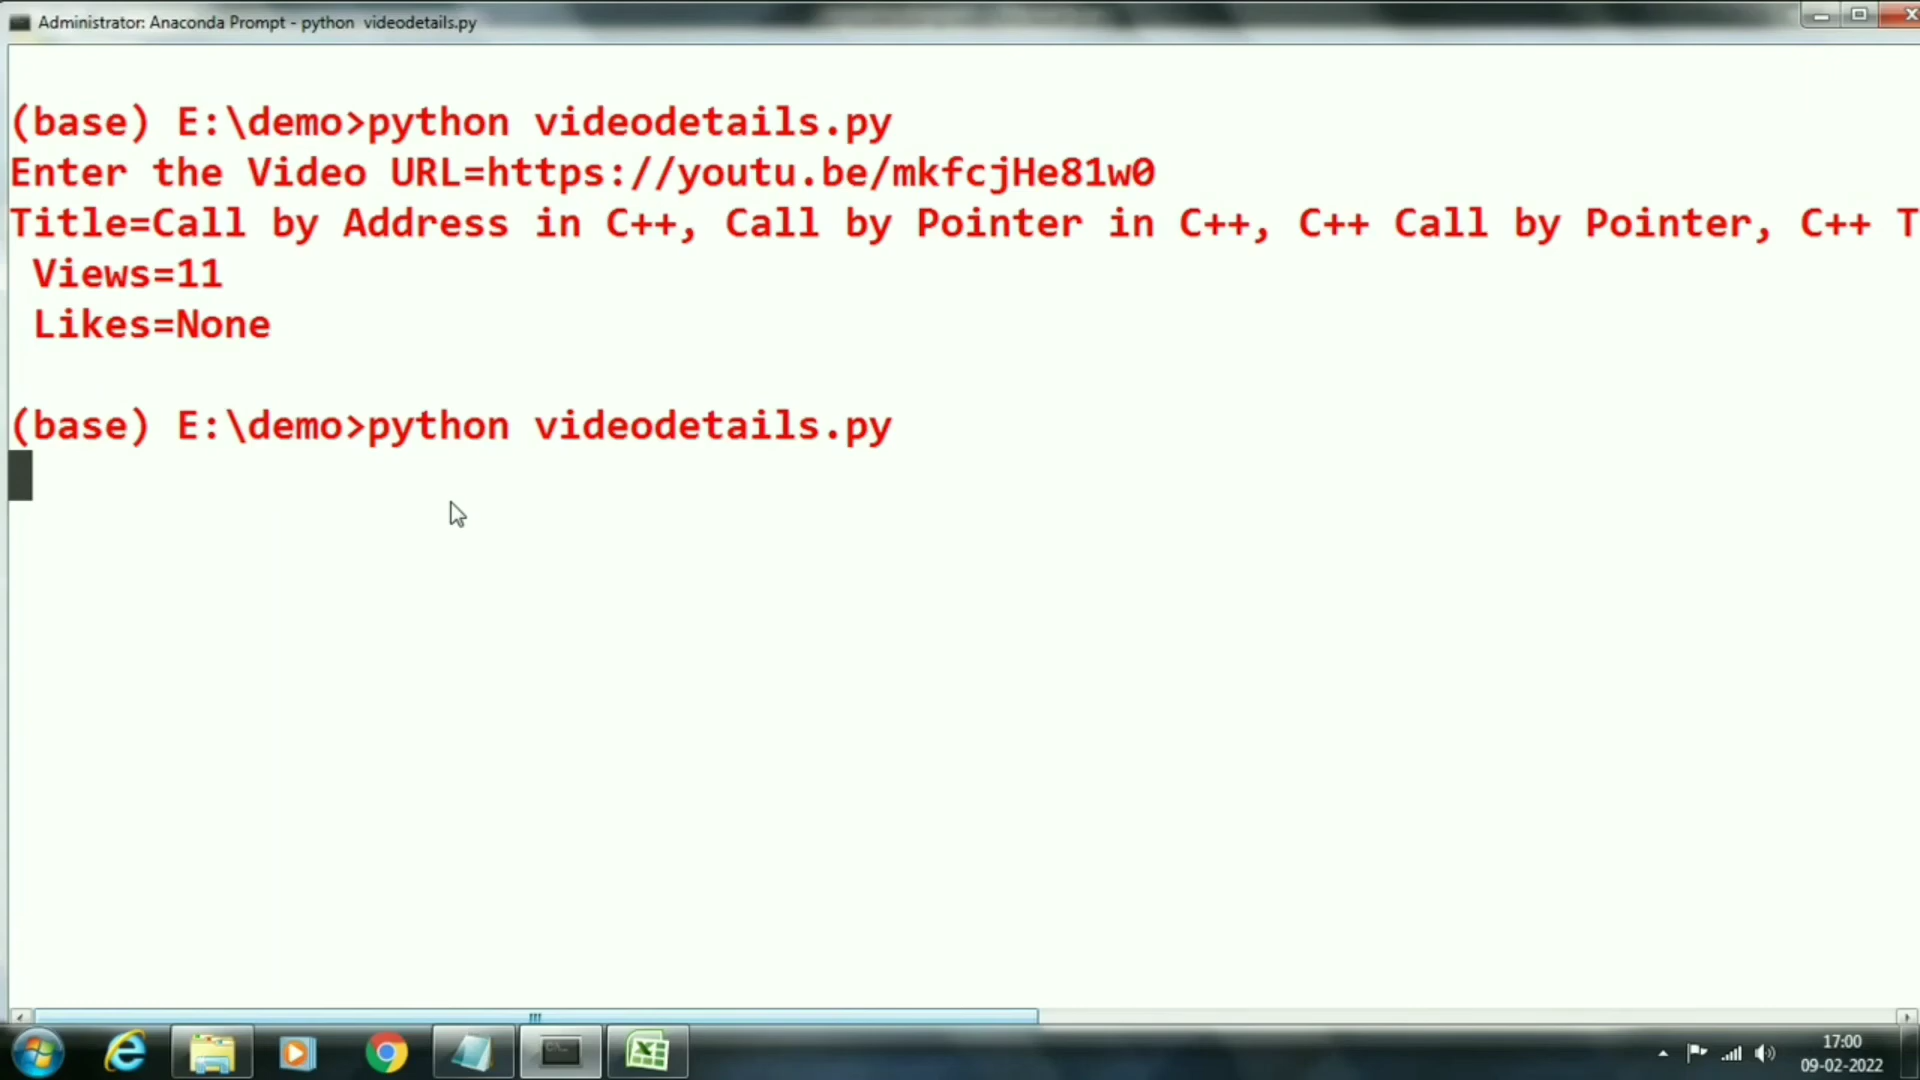 Administrator: Anaconda Prompt - python videodetails.py
(base) E:\demo>python videodetails.py
Enter the Video URL=https://youtu.be/mkfcjHe81w0
Title=Call by Address in C++, Call by Pointer in C++, C++ Call by Pointer, C++ T
Views=11
Likes=None
(base) E:\demo>python videodetails.py
17:00
09-02-2022